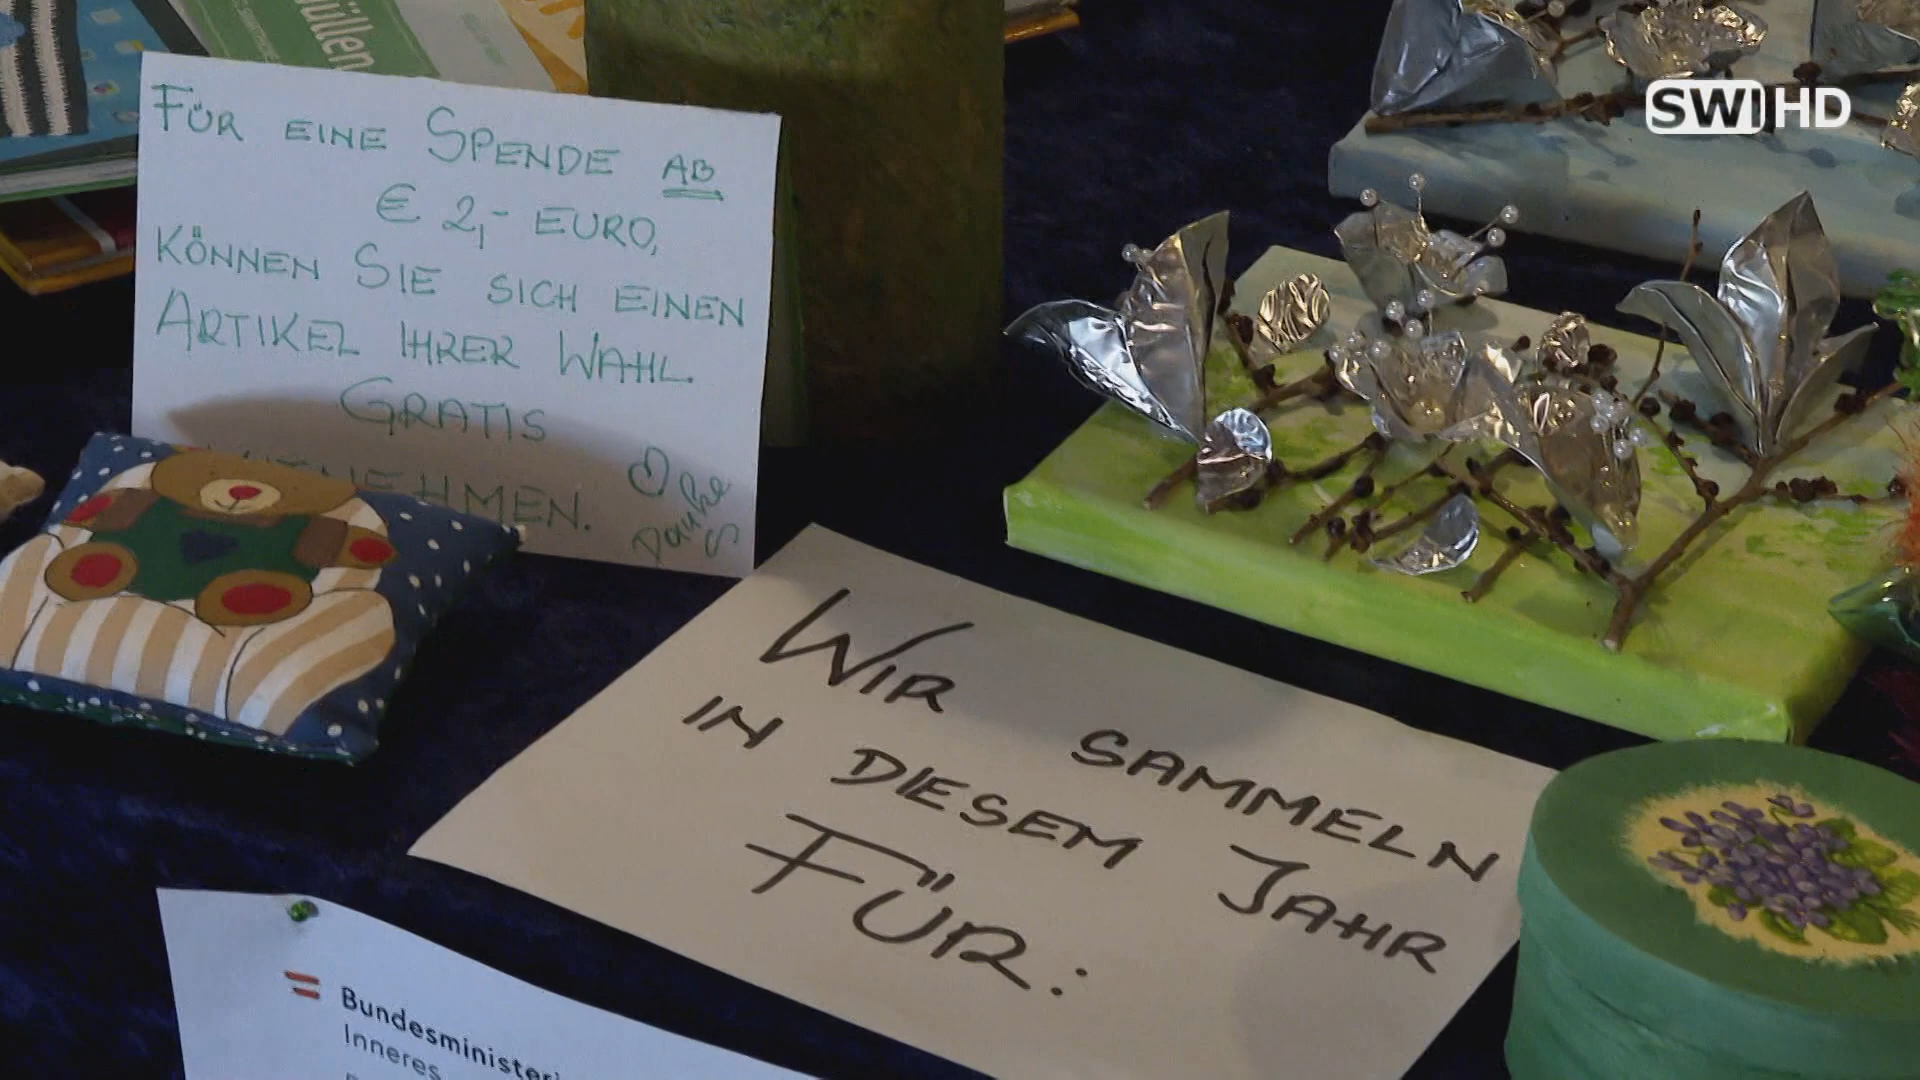 üllen
SWI HD
FÜR EINE SPENDE AB
€ 2,- EURO,
KÖNNEN SIE SICH EINEN
ARTIKEL IHRER WAHL
GRATIS
Danke
WIR SAMMELN
IN DIESEM JAHR
FÜR:
Bundesministeri
Inneres